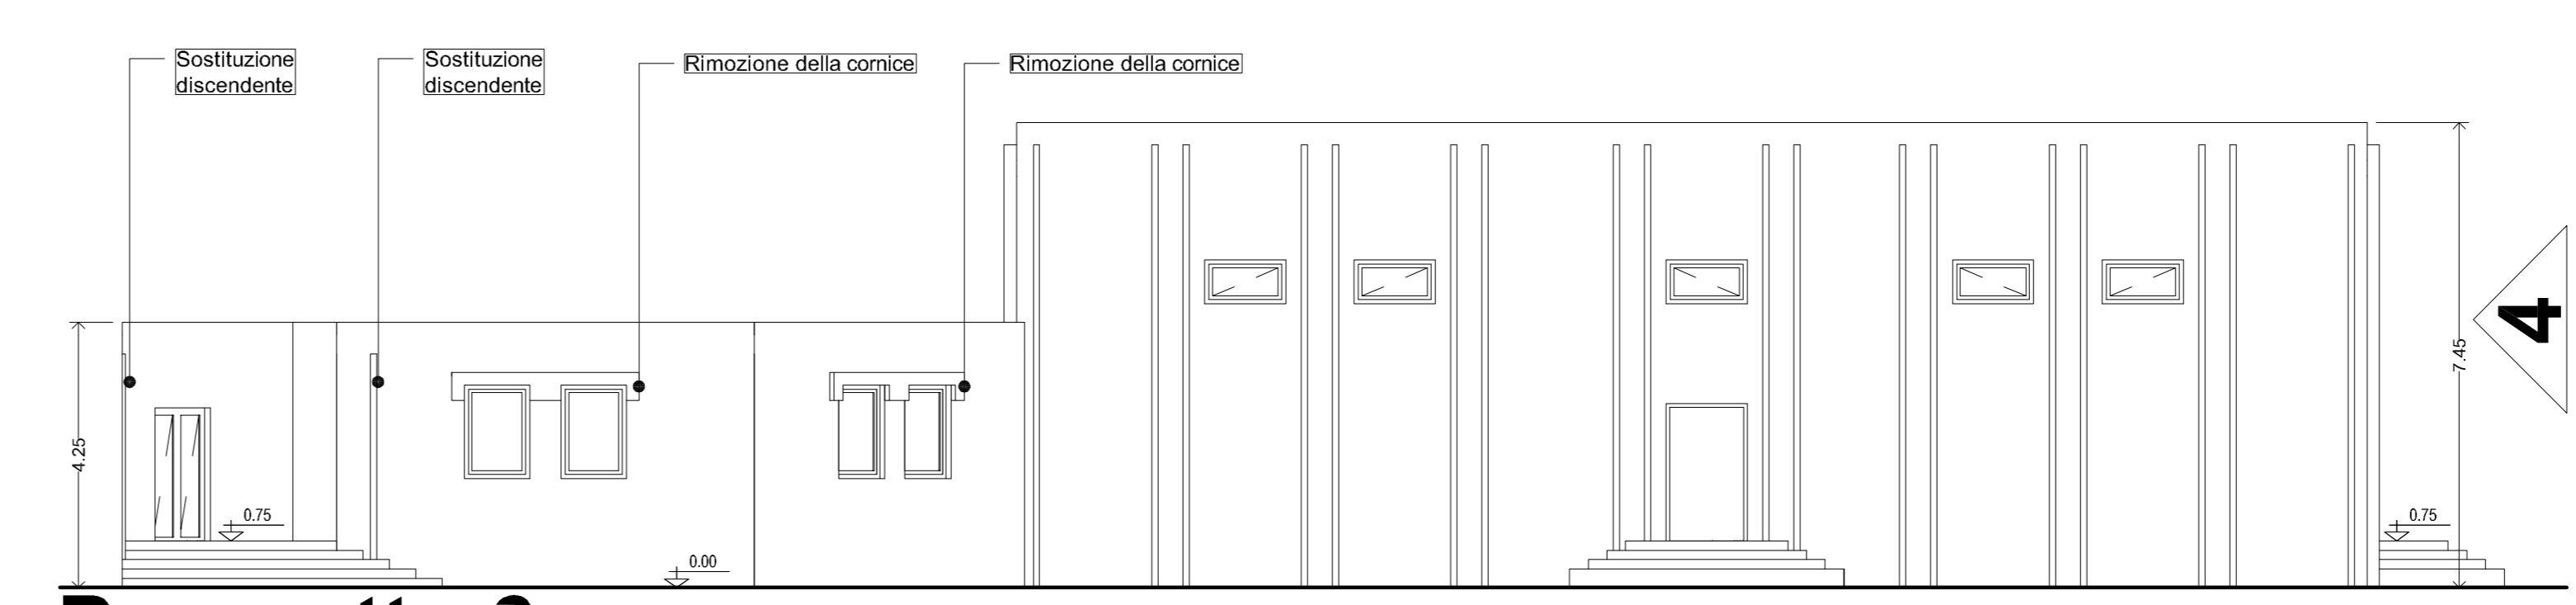 Sostituzione
discendente
Sostituzione
discendente
Rimozione della cornice
Rimozione della cornice
4.25
0.75
0.00
7.45
0.75
4